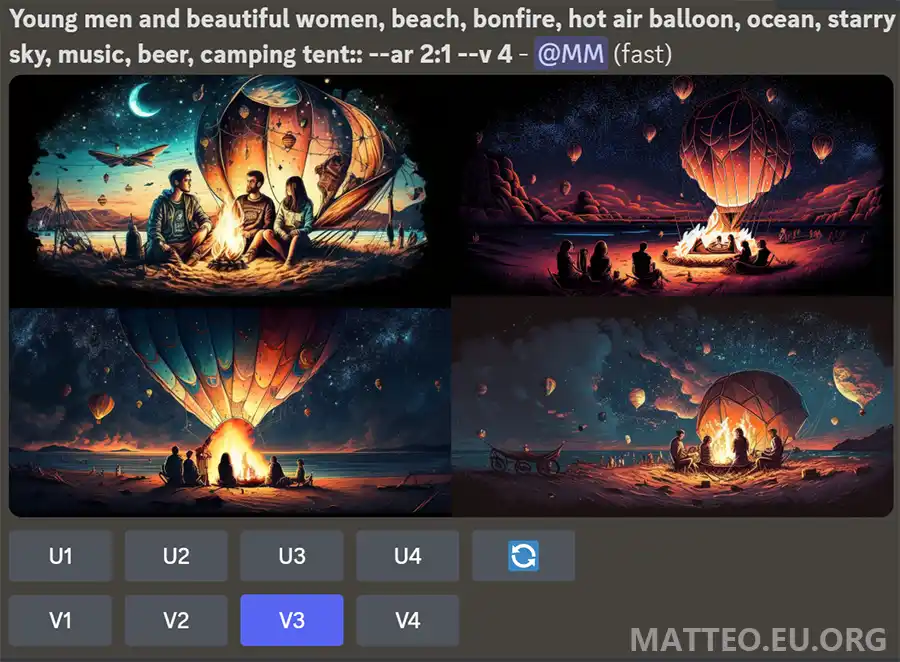 Young men and beautiful women, beach, bonfire, hot air balloon, ocean, starry
sky, music, beer, camping tent:: --ar 2:1 --v 4 - @MM (fast)
U1 U2 U3 U4
V1 V2 V3 V4
MATTEO.EU.ORG